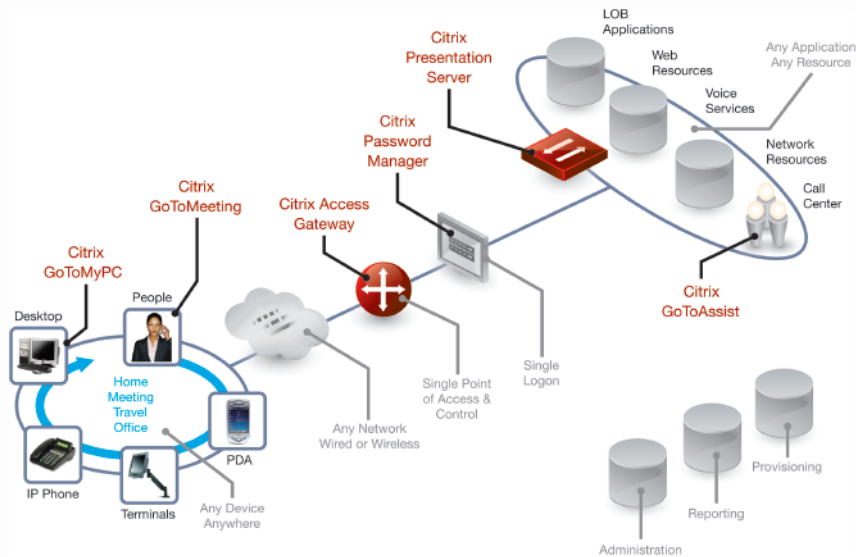 LOB
Applications
Citrix
Presentation
Server
Web
Resources
Any Application
Any Resource
Voice
Services
Citrix
Password
Manager
Network
Resources
Call
Center
Citrix
GoToMeeting
Citrix Access
Gateway
Citrix
GoToMyPC
Citrix
GoToAssist
People
Desktop
Home
Meeting
Travel
Office
Single Point
of Access &
Control
Single
Logon
Any Network
Wired or Wireless
PDA
IP Phone
Terminals
Any Device
Anywhere
Provisioning
Reporting
Administration